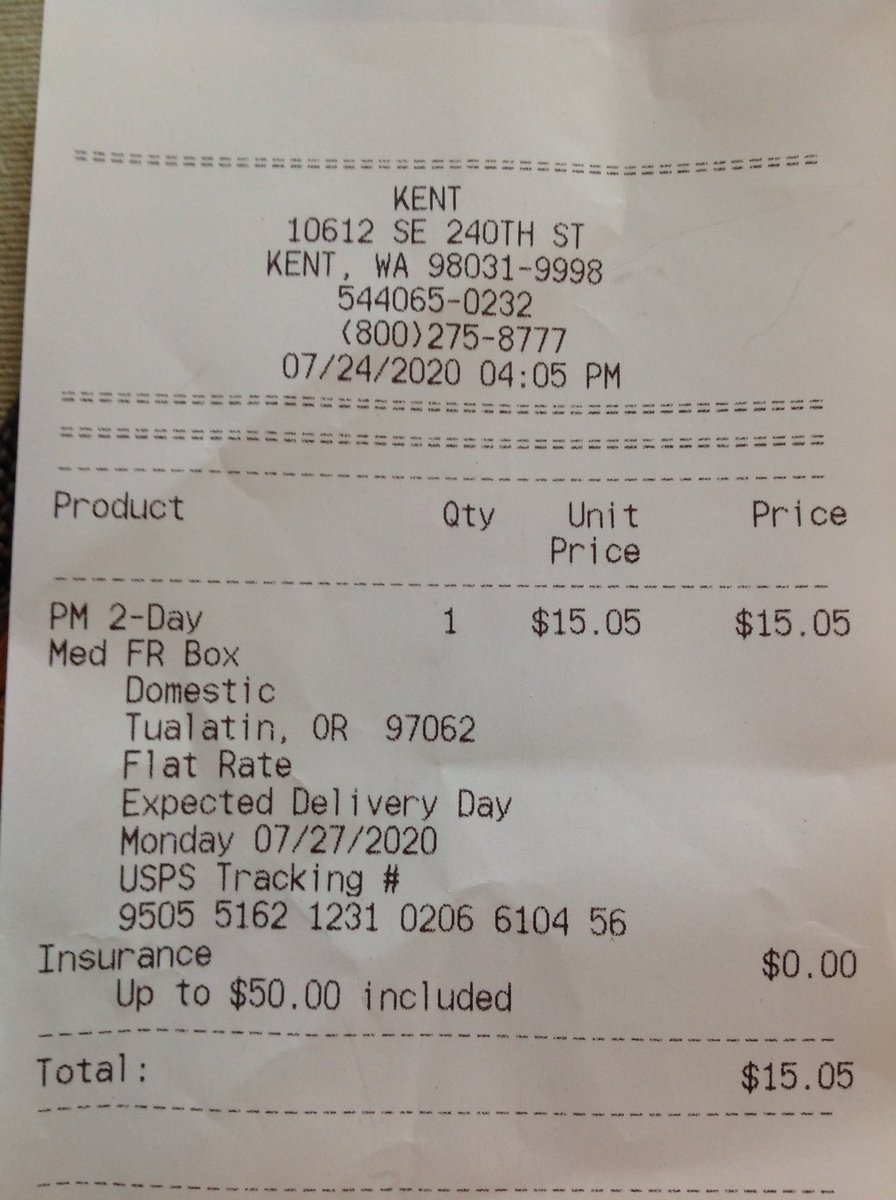 KENT
10612 SE 240TH ST
KENT, WA 98031-9998
544065-0232
(800)275-8777
07/24/2020 04:05 PM
Product Qty Unit Price
Price
PM 2-Day 1 $15.05 $15.05
Med FR Box
Domestic
Tualatin, OR 97062
Flat Rate
Expected Delivery Day
Monday 07/27/2020
USPS Tracking #
9505 5162 1231 0206 6104 56
Insurance $0.00
Up to $50.00 included
Total: $15.05